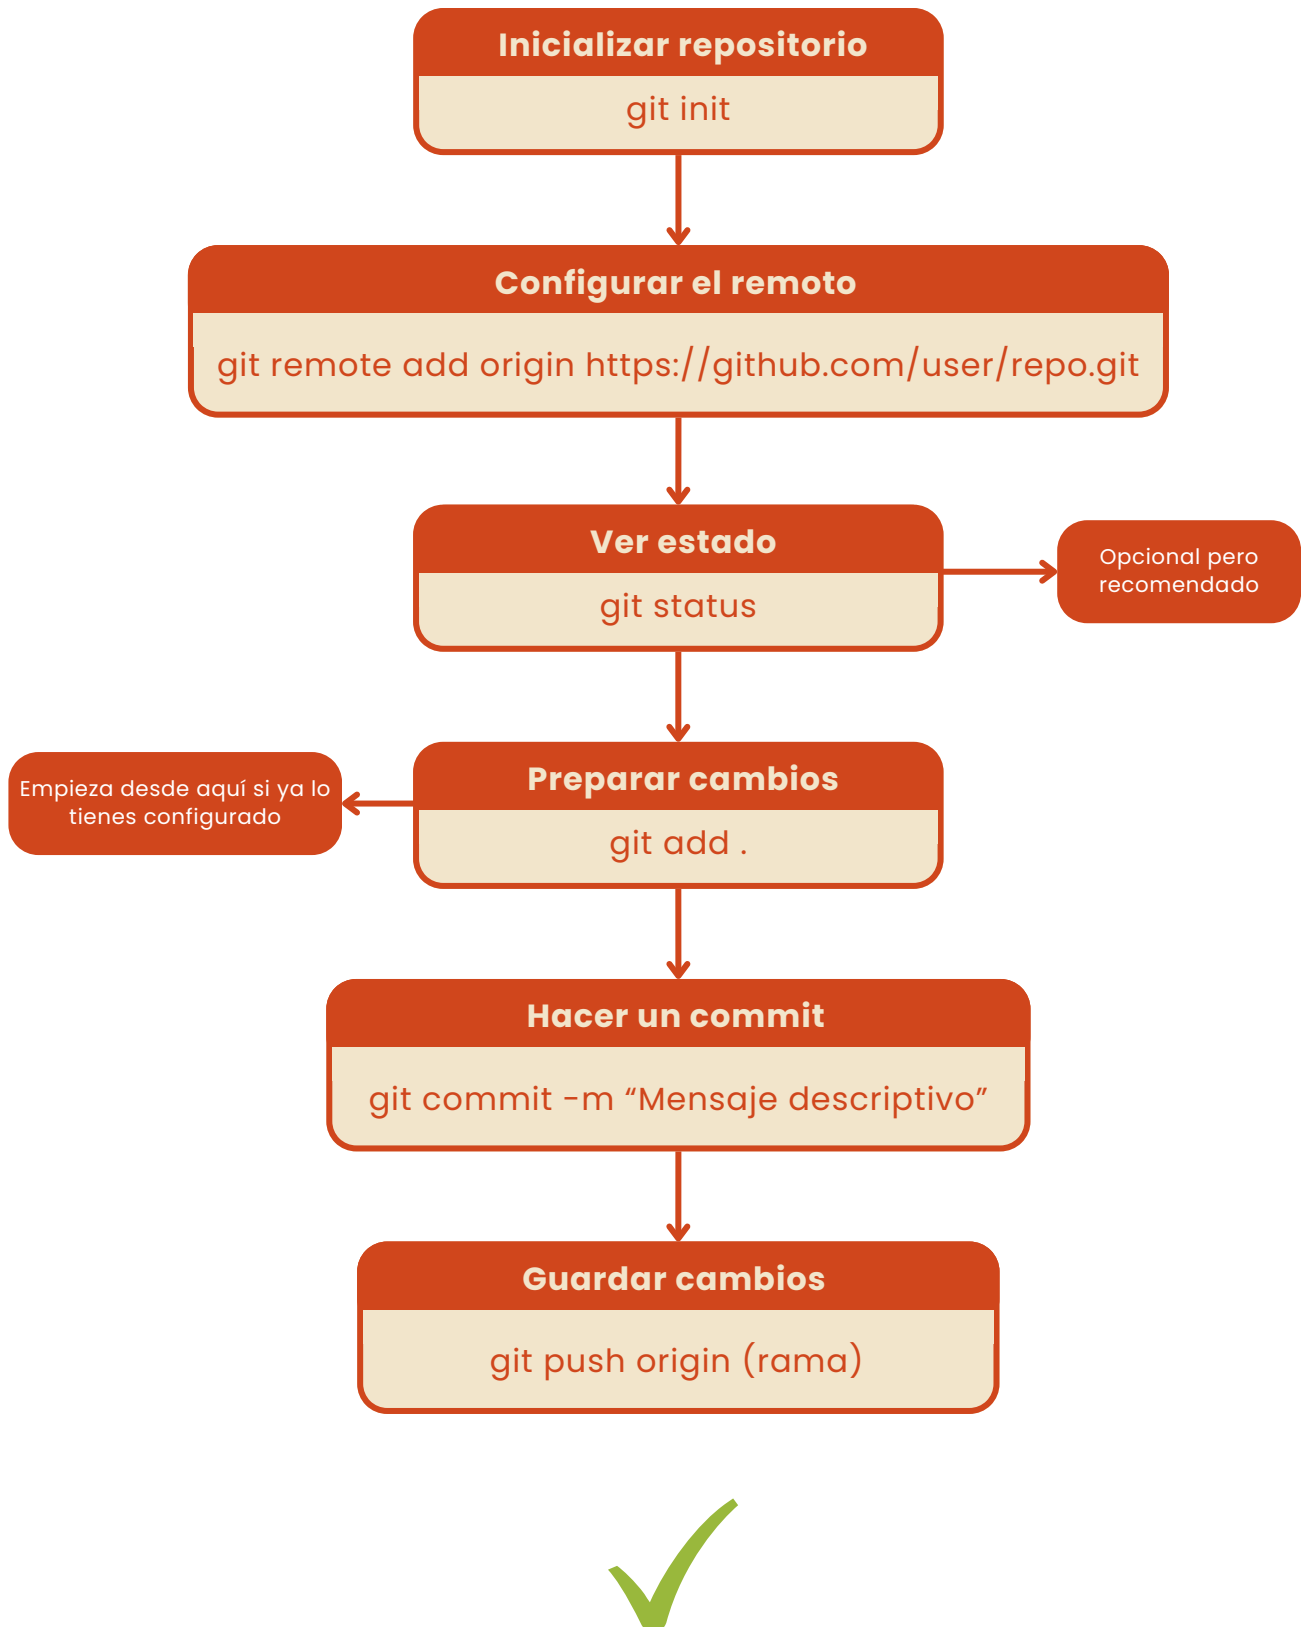 Inicializar repositorio
git init
Configurar el remoto
git remote add origin https://github.com/user/repo.git
Ver estado
git status
Opcional pero
recomendado
Preparar cambios
git add .
Empieza desde aquí si ya lo
tienes configurado
Hacer un commit
git commit -m “Mensaje descriptivo”
Guardar cambios
git push origin (rama)